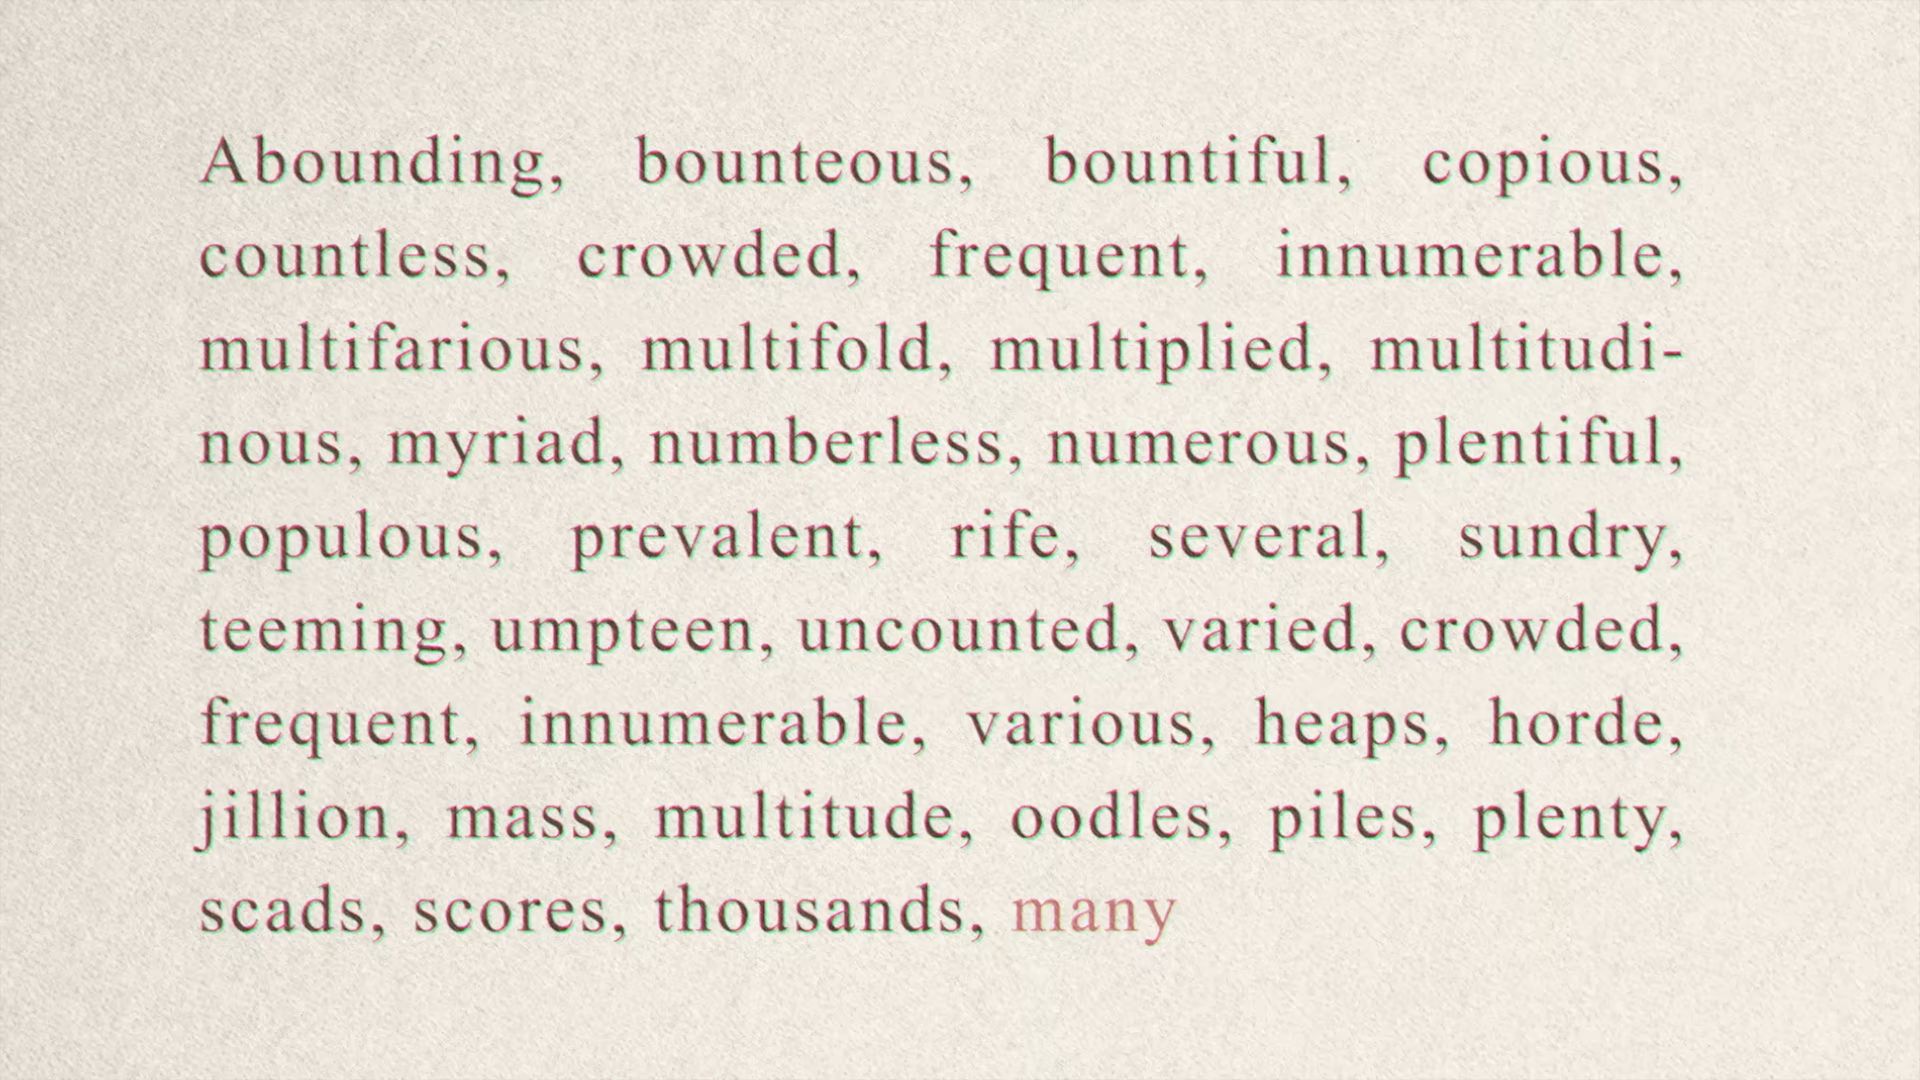 Abounding, bounteous, bountiful, copious,
countless, crowded, frequent, innumerable,
multifarious, multifold, multiplied, multitudi-
nous, myriad, numberless, numerous, plentiful,
populous, prevalent, rife, several, sundry,
teeming, umpteen, uncounted, varied, crowded,
frequent, innumerable, various, heaps, horde,
jillion, mass, multitude, oodles, piles, plenty,
scads, scores, thousands, many